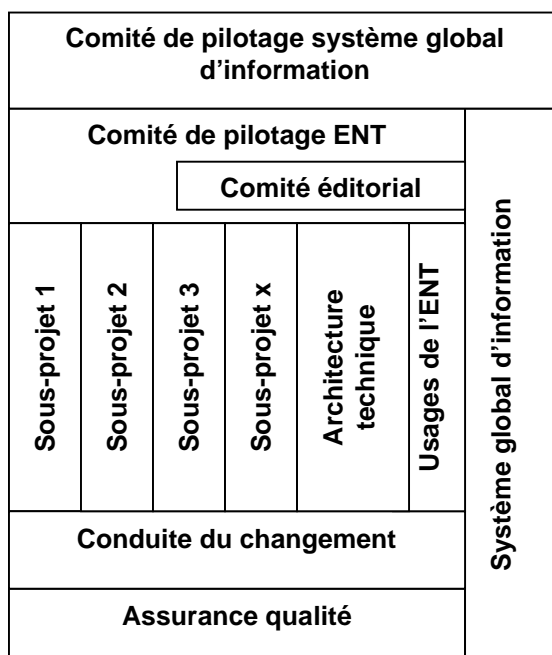 Comité de pilotage système global
d’information
Comité de pilotage ENT
Comité éditorial
Sous-projet 1
Sous-projet 2
Sous-projet 3
Sous-projet x
Architecture
technique
Usages de l’ENT
Système global d’information
Conduite du changement
Assurance qualité